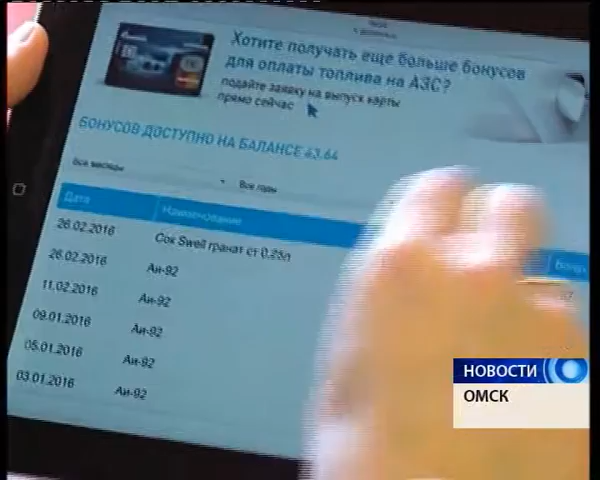 Хотите получать еще больше бонусов
для оплаты топлива на АЗС?
подайте заявку на выпуск карты
прямо сейчас
БОНУСОВ ДОСТУПНО НА БАЛАНСЕ 43.64
Все месяцы Все годы
Дата Наименование
26.02.2016 Сок Swell гранат ст 0,25л
26.02.2016 Аи-92
11.02.2016 Аи-92
09.01.2016 Аи-92
05.01.2016 Аи-92
03.01.2016 Аи-92
НОВОСТИ
ОМСК